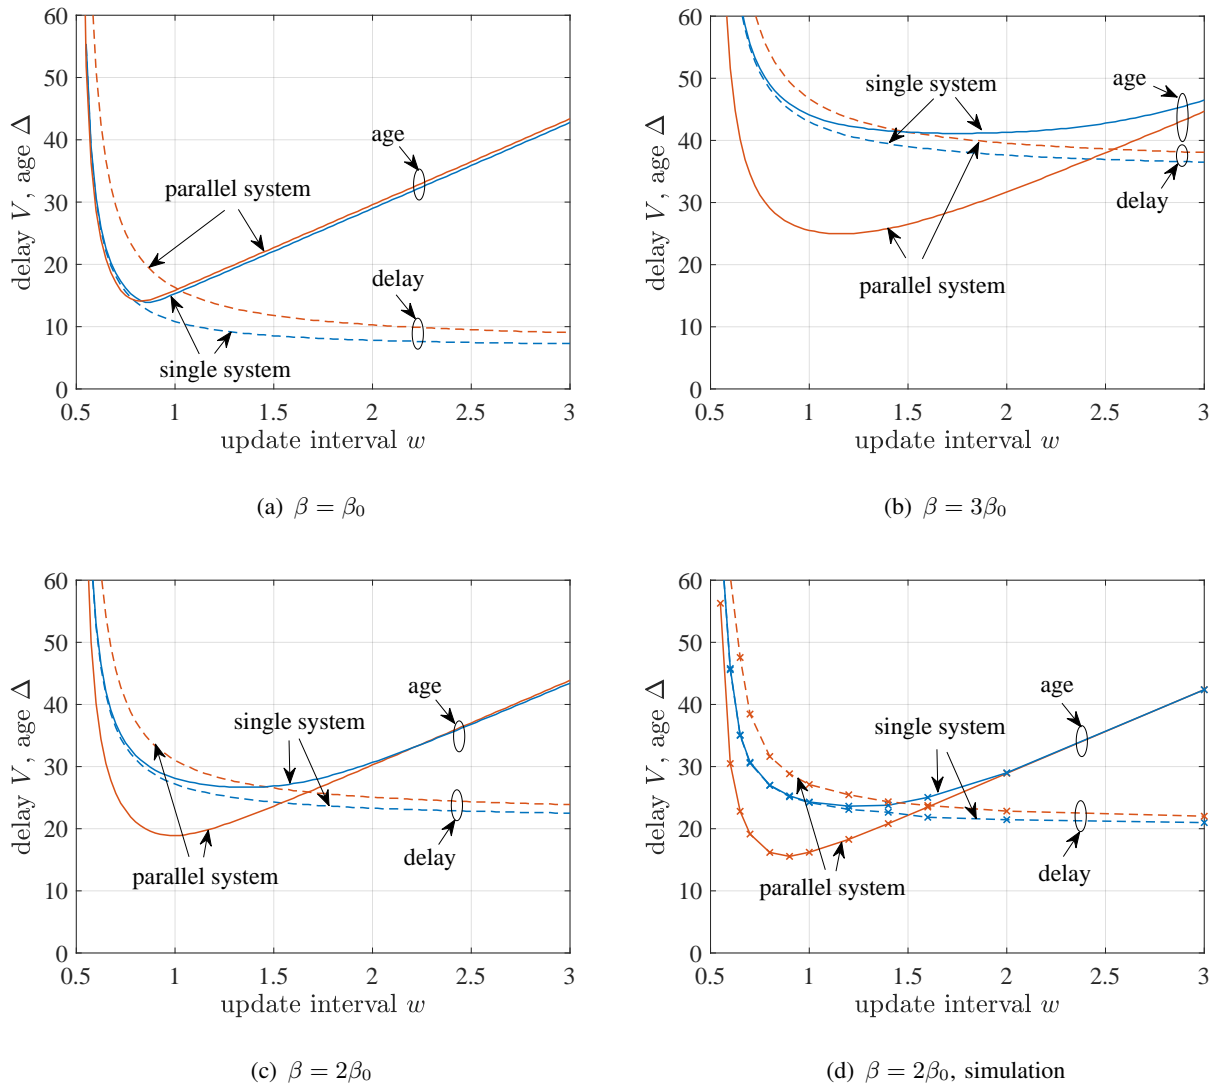 60
50
40
30
20
10
0
delay V, age Δ
age
parallel system
delay
single system
0.5 1 1.5 2 2.5 3
update interval w
(a) β = β₀
60
50
40
30
20
10
0
delay V, age Δ
age
single system
delay
parallel system
0.5 1 1.5 2 2.5 3
update interval w
(b) β = 3β₀
60
50
40
30
20
10
0
delay V, age Δ
age
single system
delay
parallel system
0.5 1 1.5 2 2.5 3
update interval w
(c) β = 2β₀
60
50
40
30
20
10
0
delay V, age Δ
age
single system
delay
parallel system
0.5 1 1.5 2 2.5 3
update interval w
(d) β = 2β₀, simulation